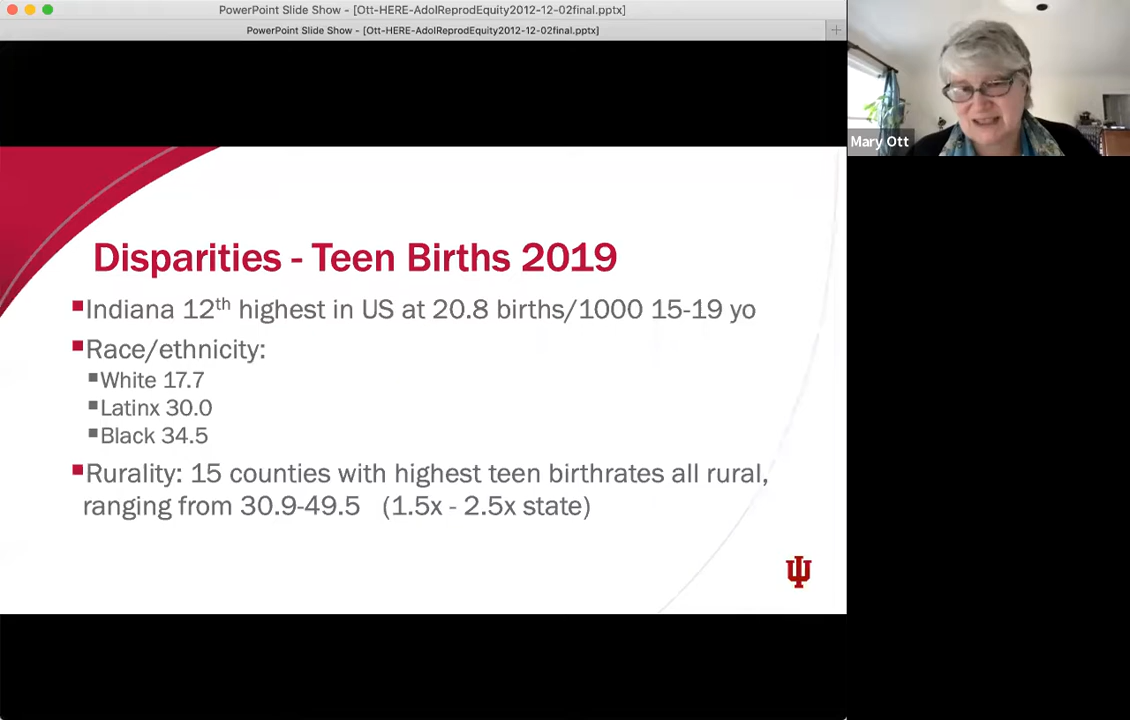 PowerPoint Slide Show - [Ott-HERE-AdolReprodEquity2012-12-02final.pptx]
PowerPoint Slide Show - [Ott-HERE-AdolReprodEquity2012-12-02final.pptx]
Mary Ott
Disparities - Teen Births 2019
Indiana 12th highest in US at 20.8 births/1000 15-19 yo
Race/ethnicity:
White 17.7
Latinx 30.0
Black 34.5
Rurality: 15 counties with highest teen birthrates all rural,
ranging from 30.9-49.5 (1.5x - 2.5x state)